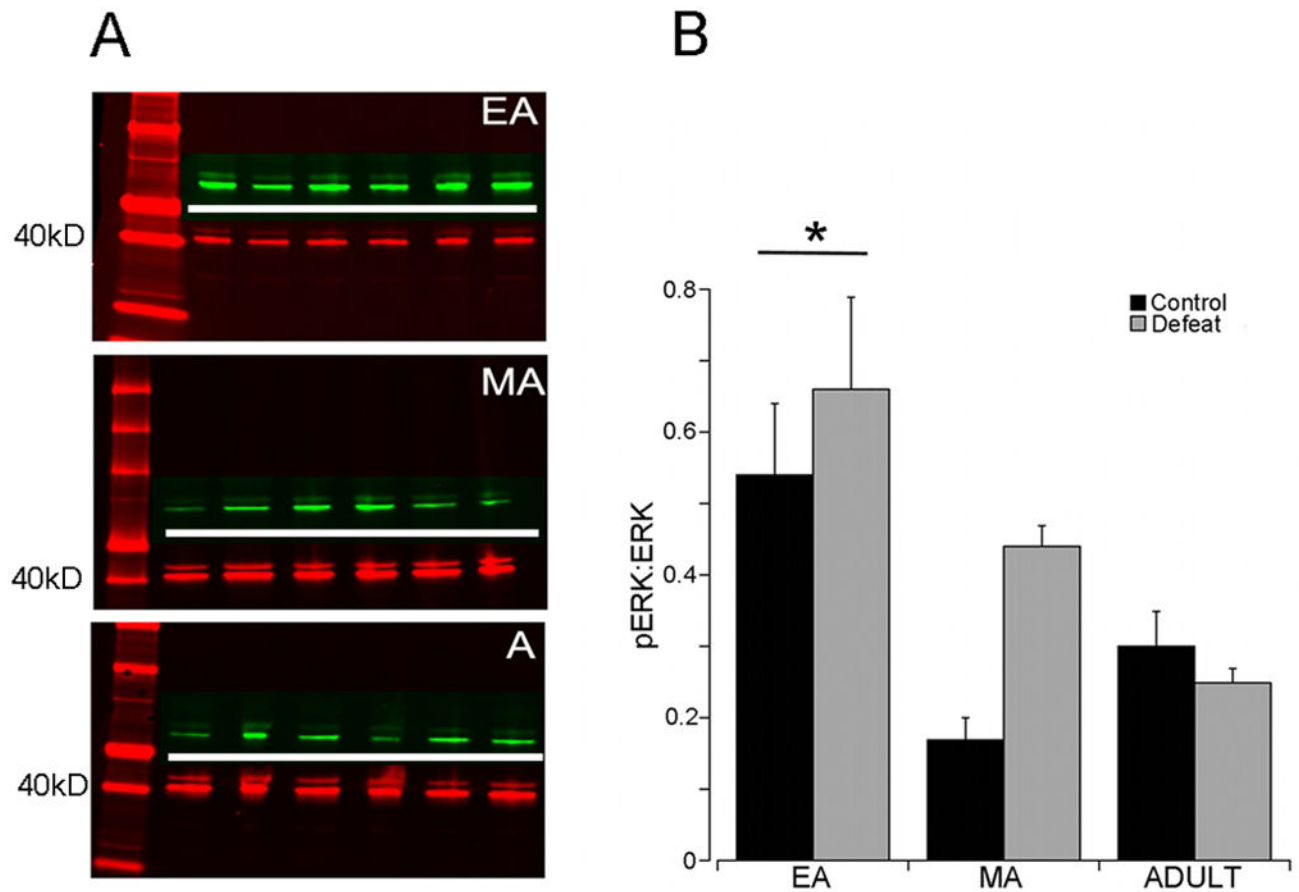 A
EA
40kD
MA
40kD
A
40kD
B
*
0.8
0.6
0.4
0.2
0
pERK:ERK
Control
Defeat
EA MA ADULT